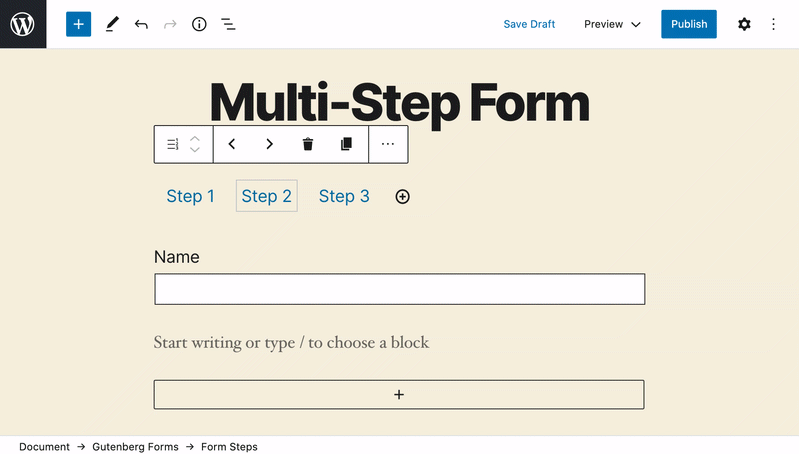 Save Draft Preview Publish
Multi-Step Form
Step 1 Step 2 Step 3
Name
Start writing or type / to choose a block
Document → Gutenberg Forms → Form Steps